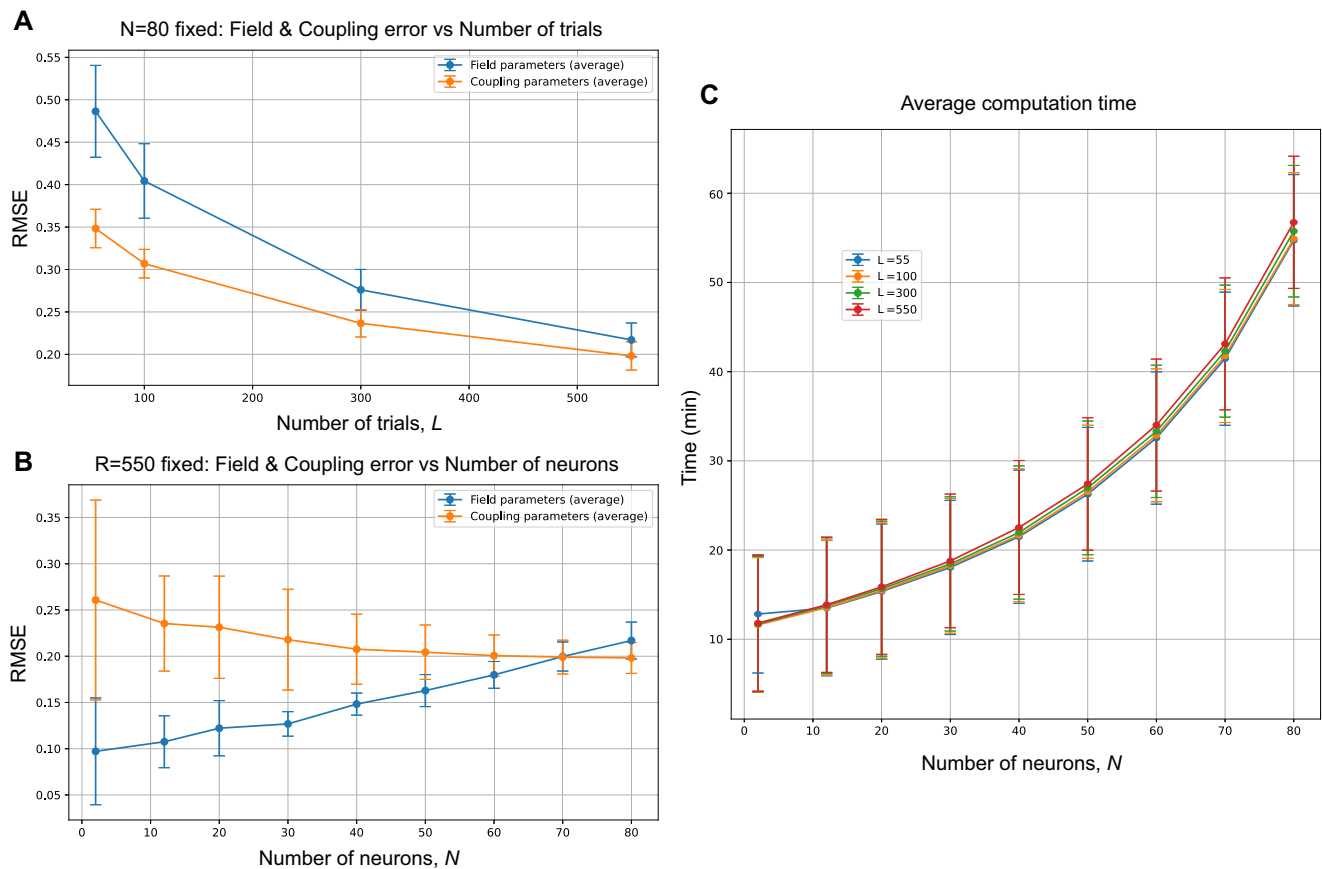 A
N=80 fixed: Field & Coupling error vs Number of trials
Field parameters (average)
Coupling parameters (average)
RMSE
0.55
0.50
0.45
0.40
0.35
0.30
0.25
0.20
100 200 300 400 500
Number of trials, L
B
R=550 fixed: Field & Coupling error vs Number of neurons
Field parameters (average)
Coupling parameters (average)
RMSE
0.35
0.30
0.25
0.20
0.15
0.10
0.05
0 10 20 30 40 50 60 70 80
Number of neurons, N
C
Average computation time
L =55
L =100
L =300
L =550
Time (min)
60
50
40
30
20
10
0 10 20 30 40 50 60 70 80
Number of neurons, N